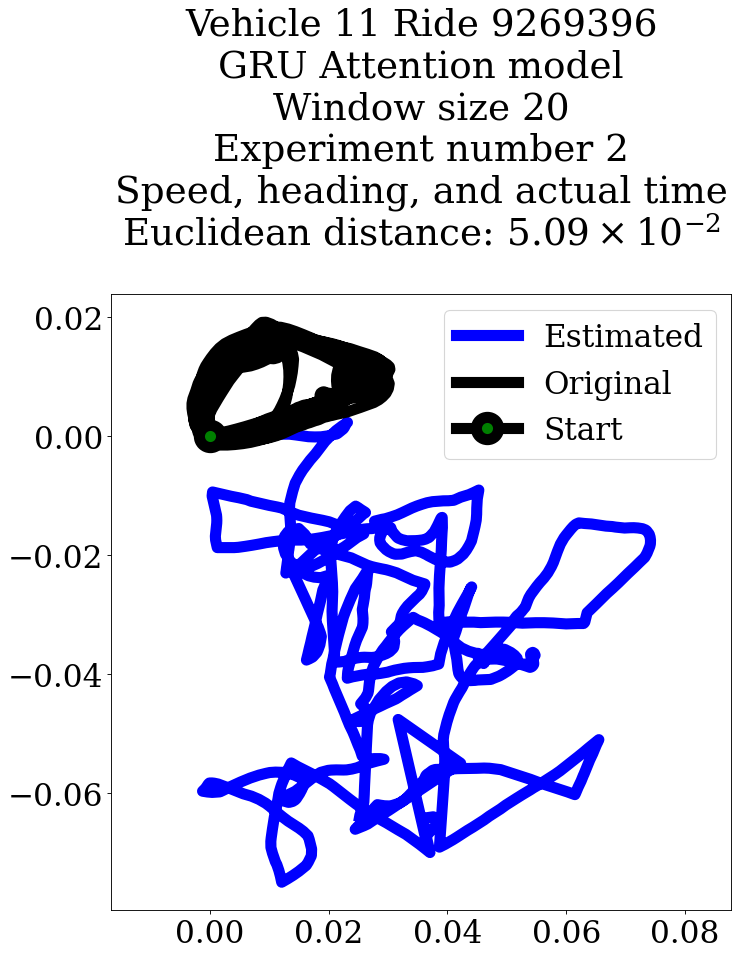 Vehicle 11 Ride 9269396
GRU Attention model
Window size 20
Experiment number 2
Speed, heading, and actual time
Euclidean distance: 5.09 × 10⁻²
Estimated
Original
Start
0.02
0.00
−0.02
−0.04
−0.06
0.00 0.02 0.04 0.06 0.08